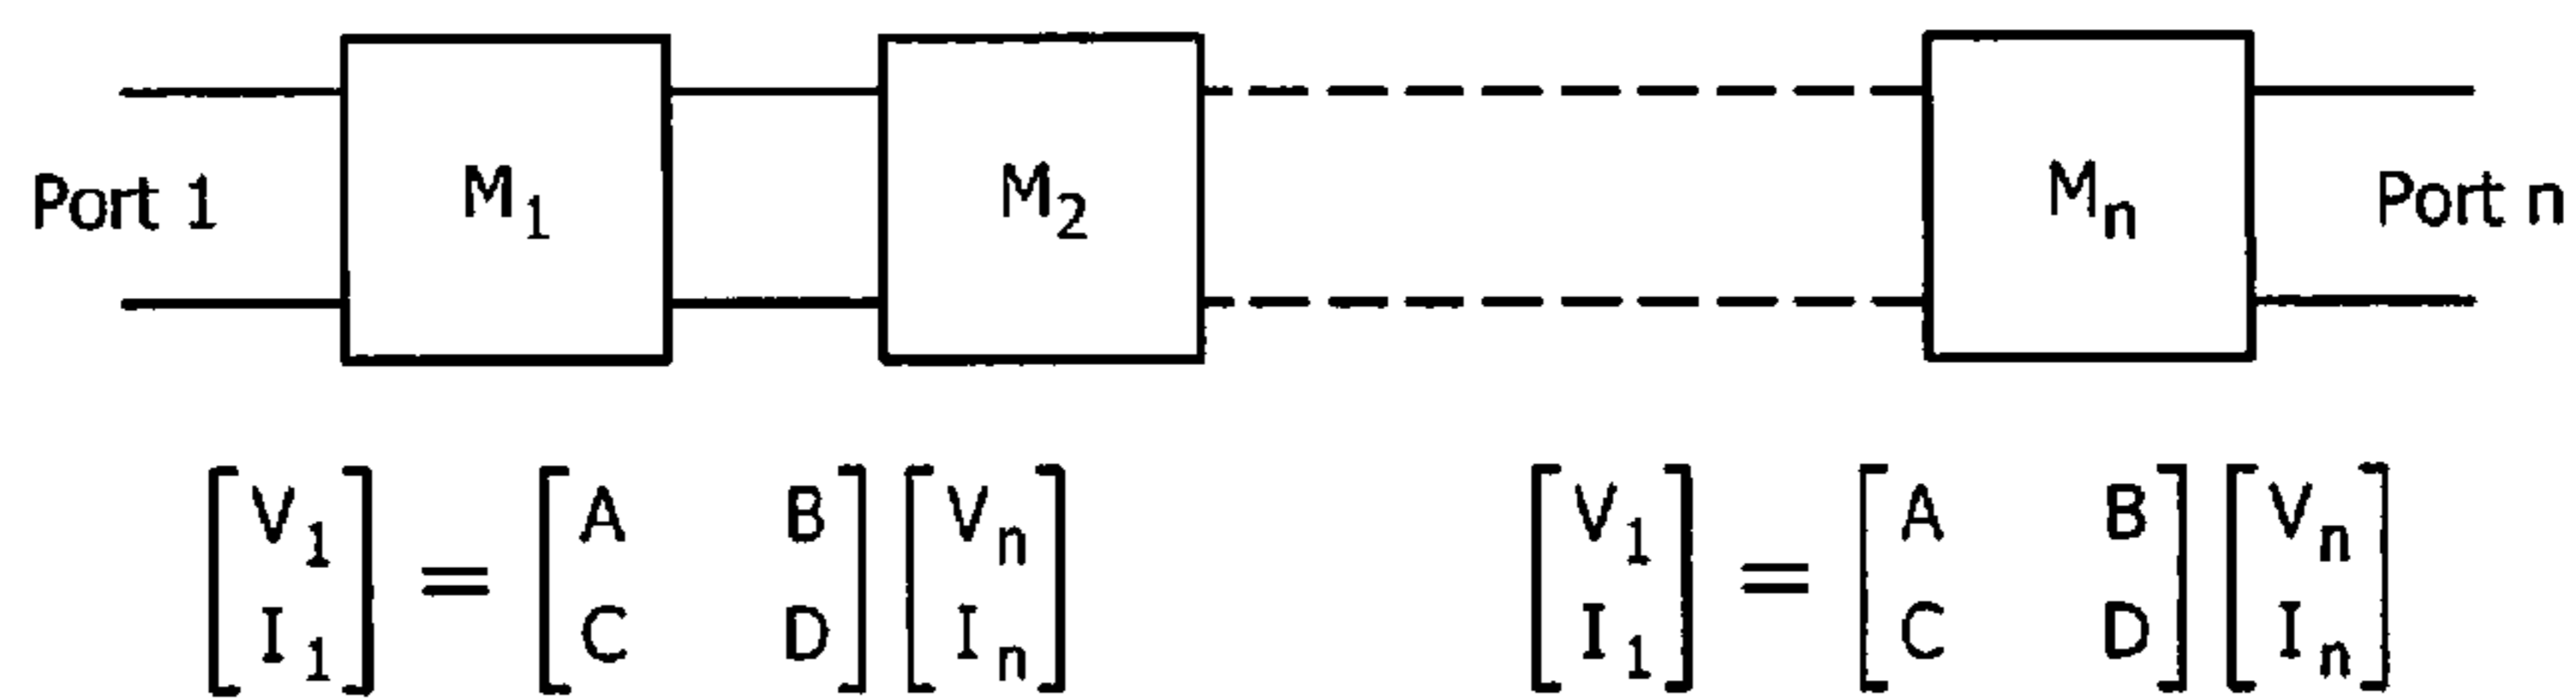 Port 1 M₁ M₂ Mₙ Port n
[V₁ I₁] = [A B C D] [Vₙ Iₙ] [V₁ I₁] = [A B C D] [Vₙ Iₙ]